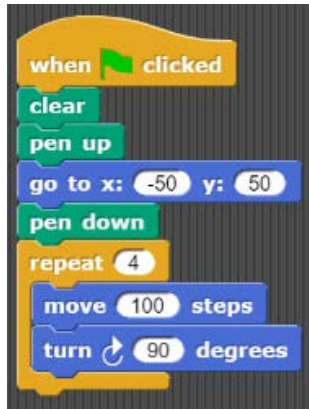 when clicked
clear
pen up
go to x: -50 y: 50
pen down
repeat 4
move 100 steps
turn 90 degrees